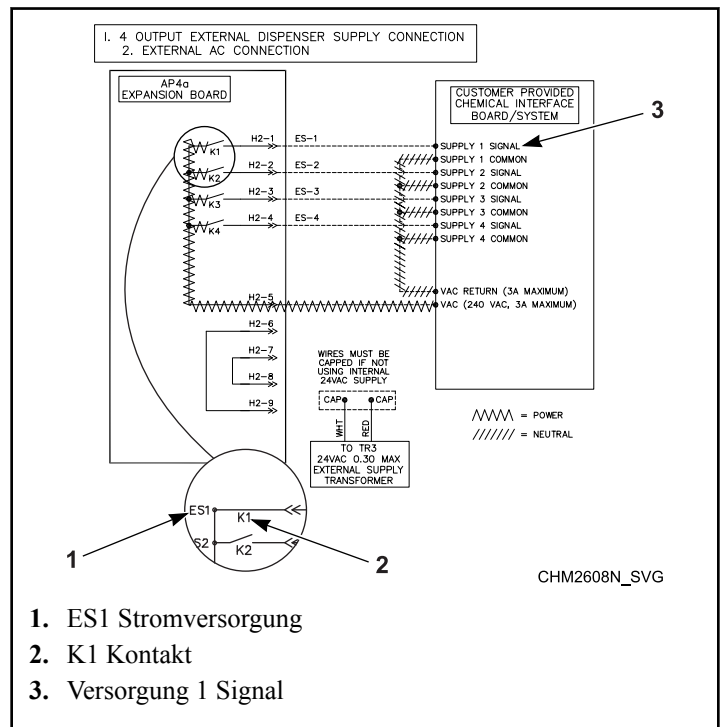 1. 4 OUTPUT EXTERNAL DISPENSER SUPPLY CONNECTION
2. EXTERNAL AC CONNECTION
AP4a
EXPANSION BOARD
CUSTOMER PROVIDED
CHEMICAL INTERFACE
BOARD/SYSTEM
3
K1
H2-1
ES-1
SUPPLY 1 SIGNAL
SUPPLY 1 COMMON
K2
H2-2
ES-2
SUPPLY 2 SIGNAL
SUPPLY 2 COMMON
K3
H2-3
ES-3
SUPPLY 3 SIGNAL
SUPPLY 3 COMMON
K4
H2-4
ES-4
SUPPLY 4 SIGNAL
SUPPLY 4 COMMON
VAC RETURN (3A MAXIMUM)
H2-5
VAC (240 VAC, 3A MAXIMUM)
H2-6
H2-7
H2-8
H2-9
WIRES MUST BE
CAPPED IF NOT
USING INTERNAL
24VAC SUPPLY
CAP
CAP
WHT
RED
TO TR3
24VAC 0.30 MAX
EXTERNAL SUPPLY
TRANSFORMER
= POWER
= NEUTRAL
ES1
K1
S2
K2
1
2
CHM2608N_SVG
1. ES1 Stromversorgung
2. K1 Kontakt
3. Versorgung 1 Signal